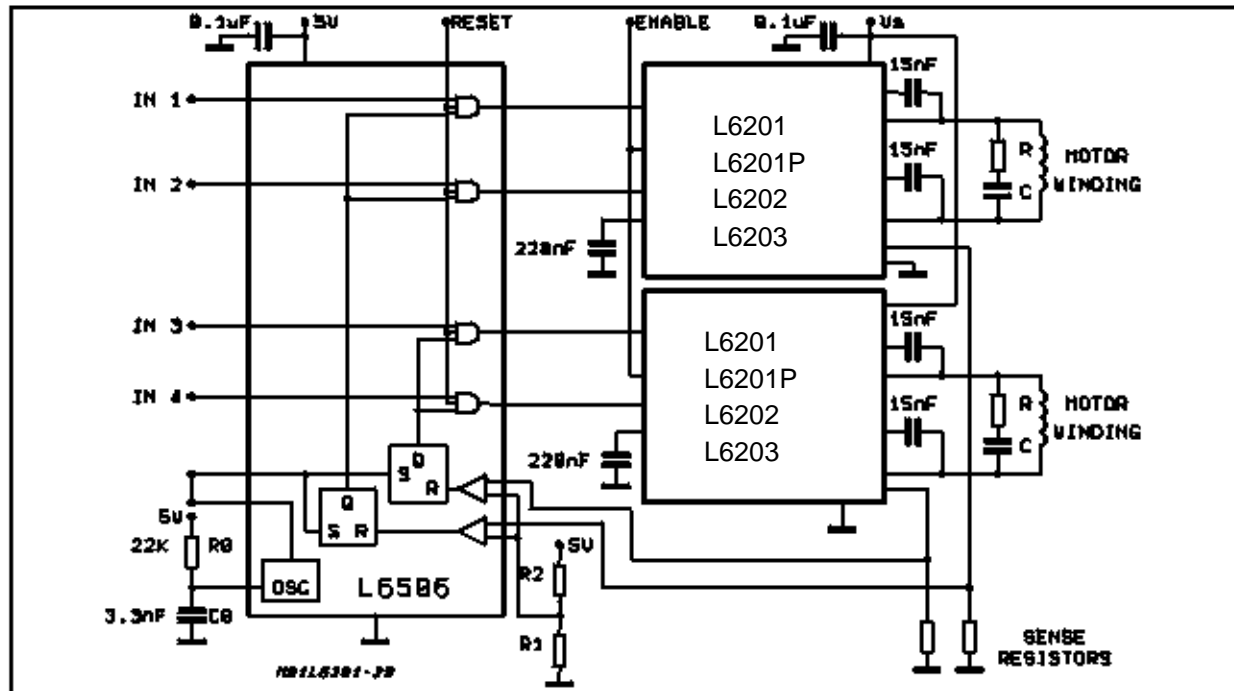 0.1uF 5V RESET ENABLE 0.1uF Vs
15nF
IN 1
L6201
L6201P
L6202
L6203
15nF
R
C
MOTOR
WINDING
IN 2
220nF
IN 3
L6201
L6201P
L6202
L6203
15nF
15nF
R
C
MOTOR
WINDING
IN 4
220nF
S Q R
Q
S R
5V
22K R0
OSC
L6506
3.3nF C0
5V
R2
R1
SENSE
RESISTORS